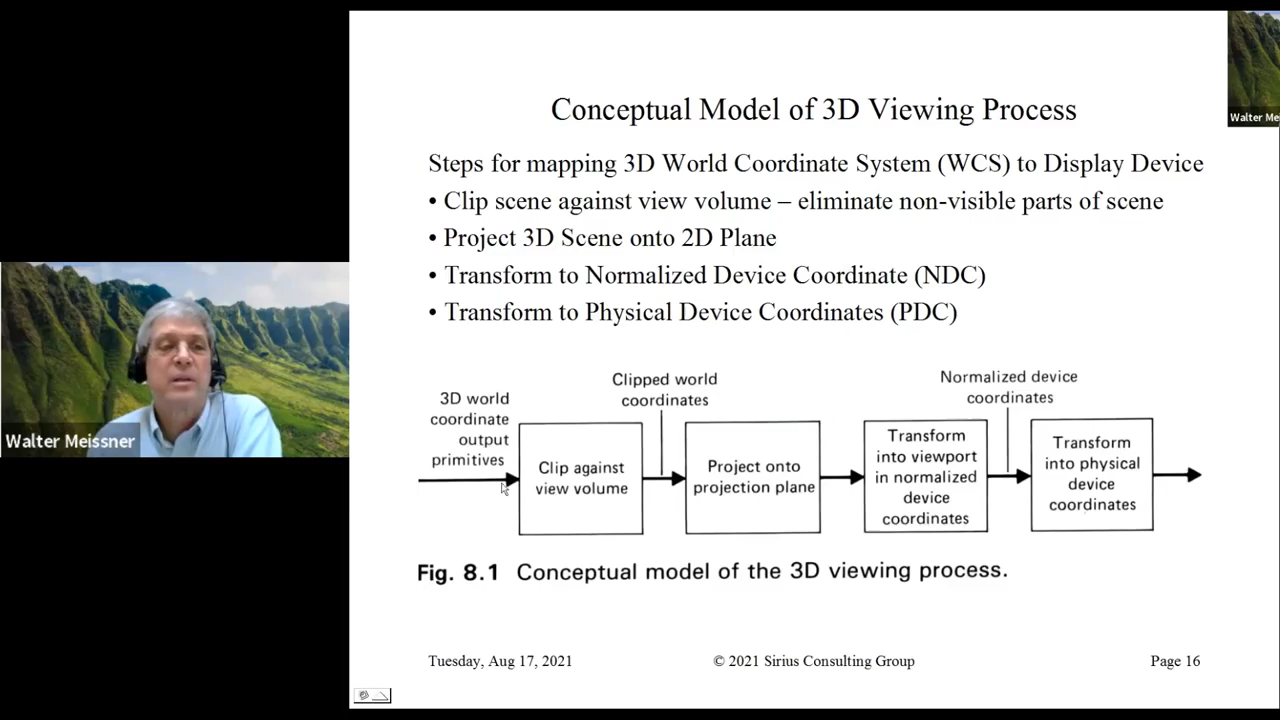 Conceptual Model of 3D Viewing Process
Steps for mapping 3D World Coordinate System (WCS) to Display Device
• Clip scene against view volume – eliminate non-visible parts of scene
• Project 3D Scene onto 2D Plane
• Transform to Normalized Device Coordinate (NDC)
• Transform to Physical Device Coordinates (PDC)
3D world
coordinate
output
primitives
Clip against
view volume
Clipped world
coordinates
Project onto
projection plane
Transform
into viewport
in normalized
device
coordinates
Normalized device
coordinates
Transform
into physical
device
coordinates
Fig. 8.1 Conceptual model of the 3D viewing process.
Tuesday, Aug 17, 2021
© 2021 Sirius Consulting Group
Page 16
Walter Meissner
Walter Mei